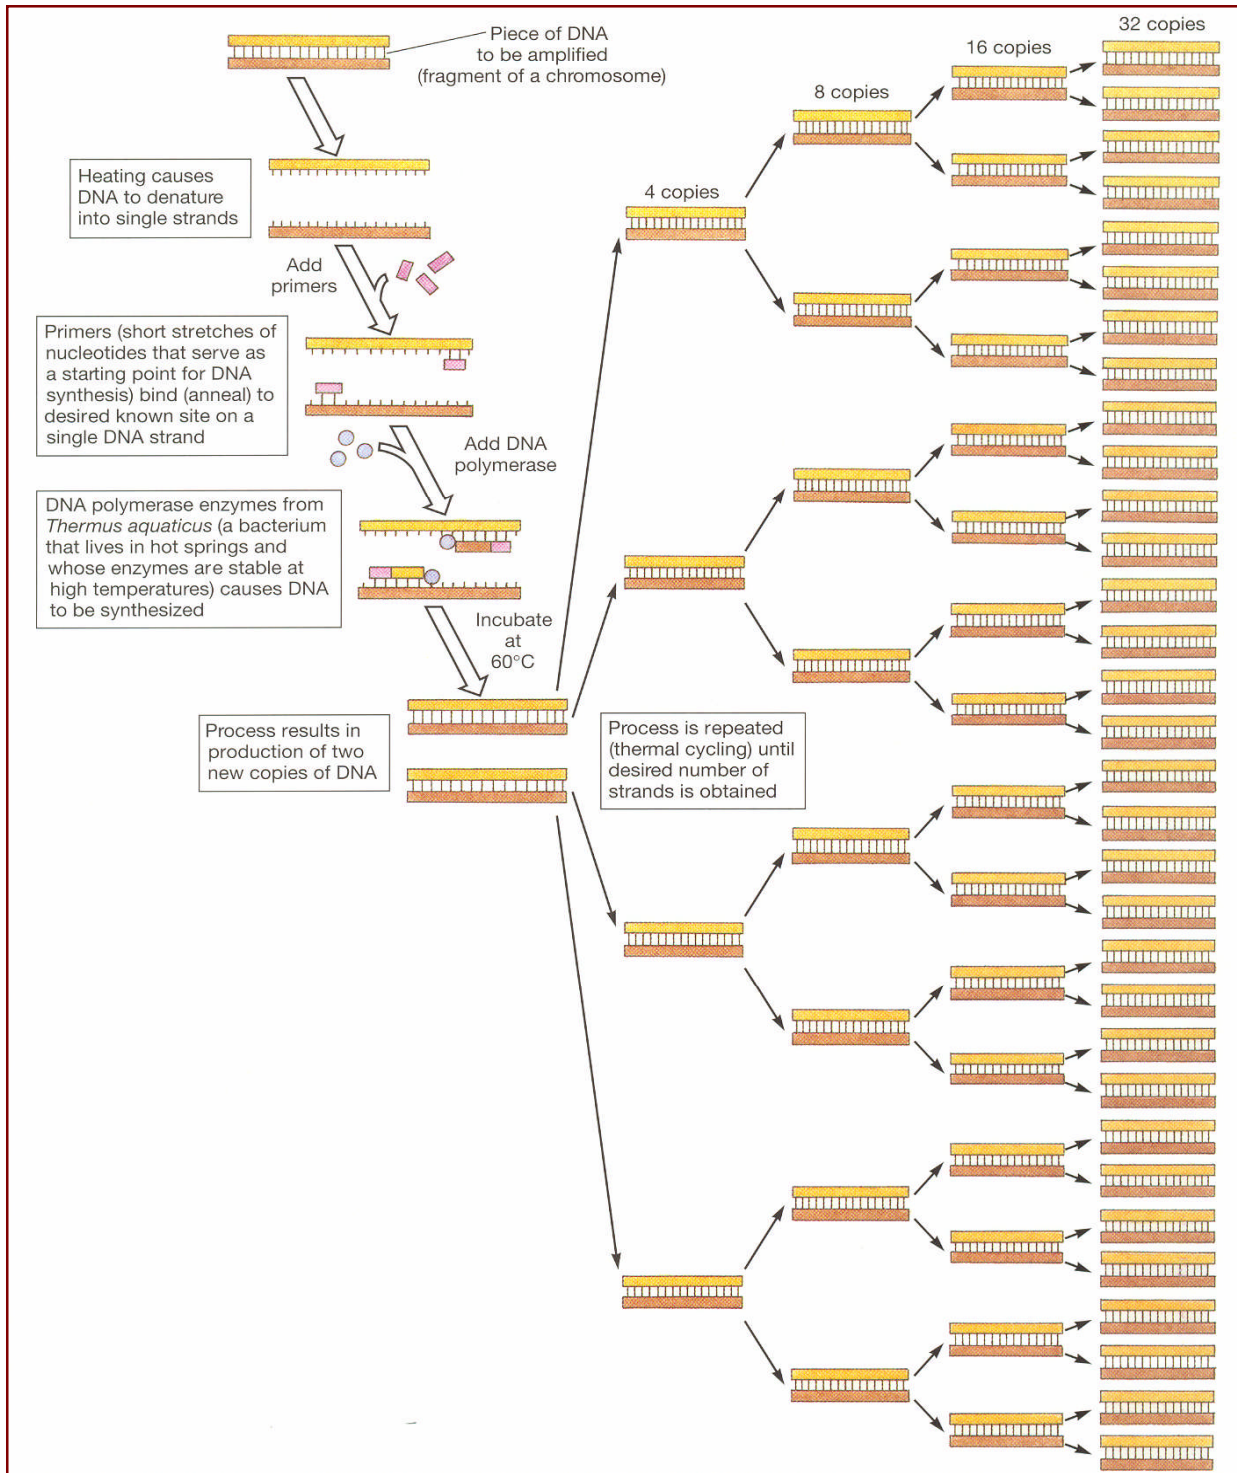 Piece of DNA
to be amplified
(fragment of a chromosome)
Heating causes
DNA to denature
into single strands
Add
primers
Primers (short stretches of
nucleotides that serve as
a starting point for DNA
synthesis) bind (anneal) to
desired known site on a
single DNA strand
Add DNA
polymerase
DNA polymerase enzymes from
Thermus aquaticus (a bacterium
that lives in hot springs and
whose enzymes are stable at
high temperatures) causes DNA
to be synthesized
Incubate
at
60°C
Process results in
production of two
new copies of DNA
Process is repeated
(thermal cycling) until
desired number of
strands is obtained
4 copies
8 copies
16 copies
32 copies